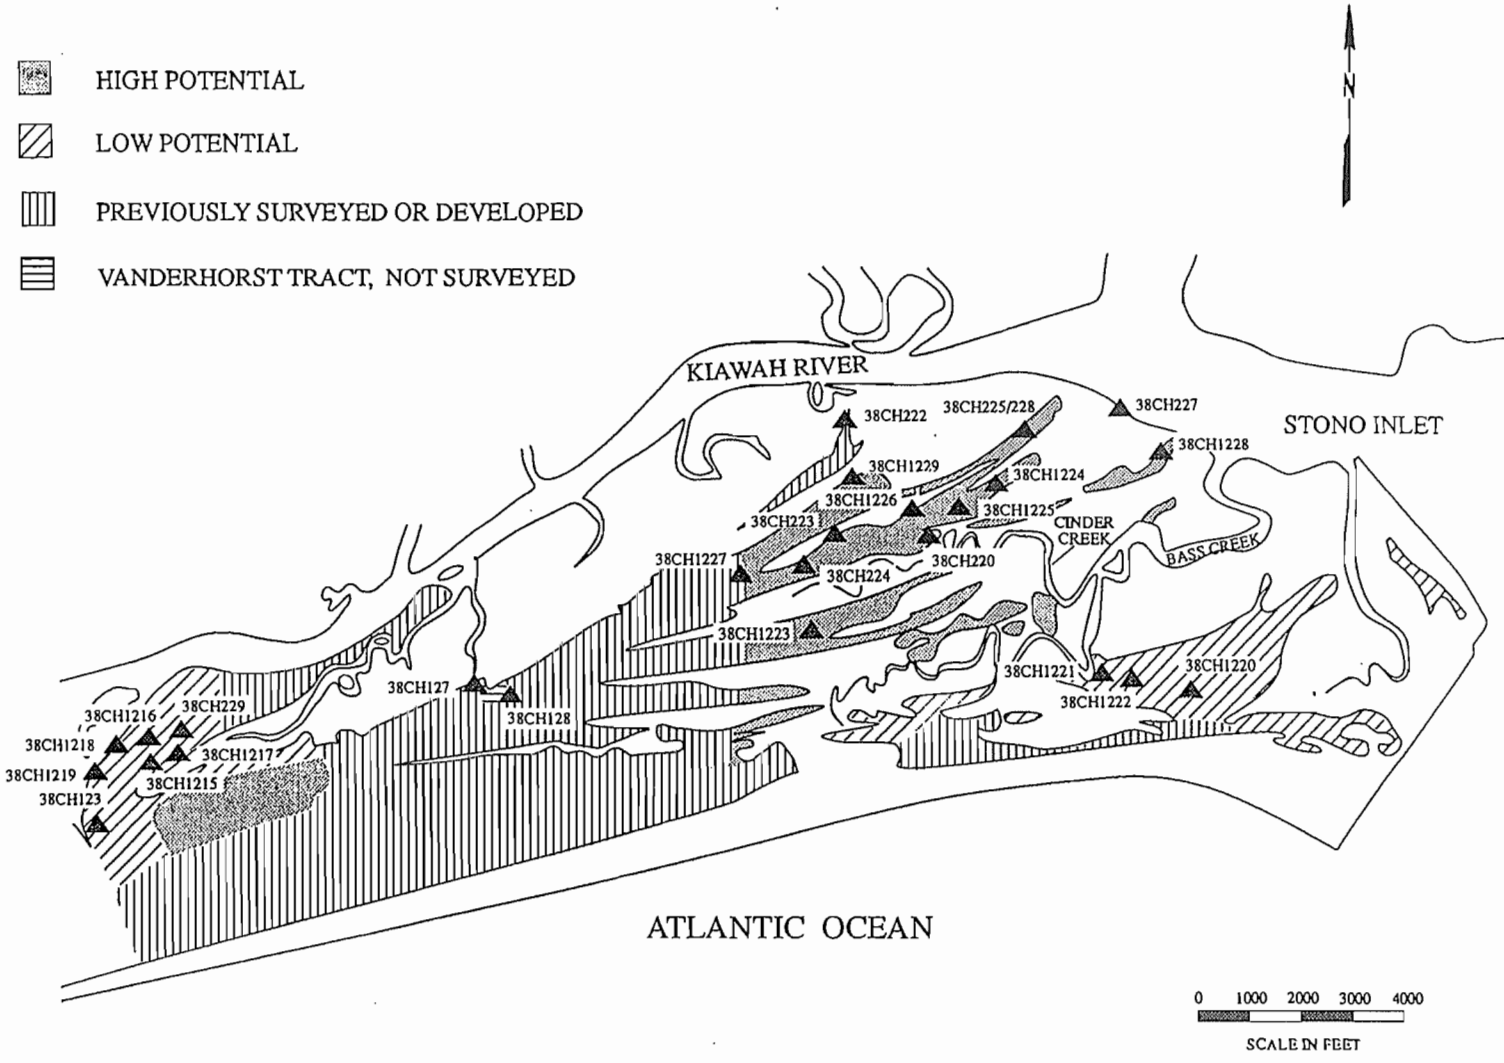 HIGH POTENTIAL
LOW POTENTIAL
PREVIOUSLY SURVEYED OR DEVELOPED
VANDERHORST TRACT, NOT SURVEYED
N
KIAWAH RIVER
STONO INLET
38CH222
38CH225/228
38CH227
38CH1228
38CH1229
38CH1224
38CH1226
38CH1225
38CH223
CINDER
CREEK
BASS CREEK
38CH1227
38CH220
38CH224
38CH1223
38CH1221
38CH1220
38CH1222
38CH127
38CH128
38CH229
38CH1216
38CH1218
38CH1217
38CH1219
38CH1215
38CH123
ATLANTIC OCEAN
0 1000 2000 3000 4000
SCALE IN FEET